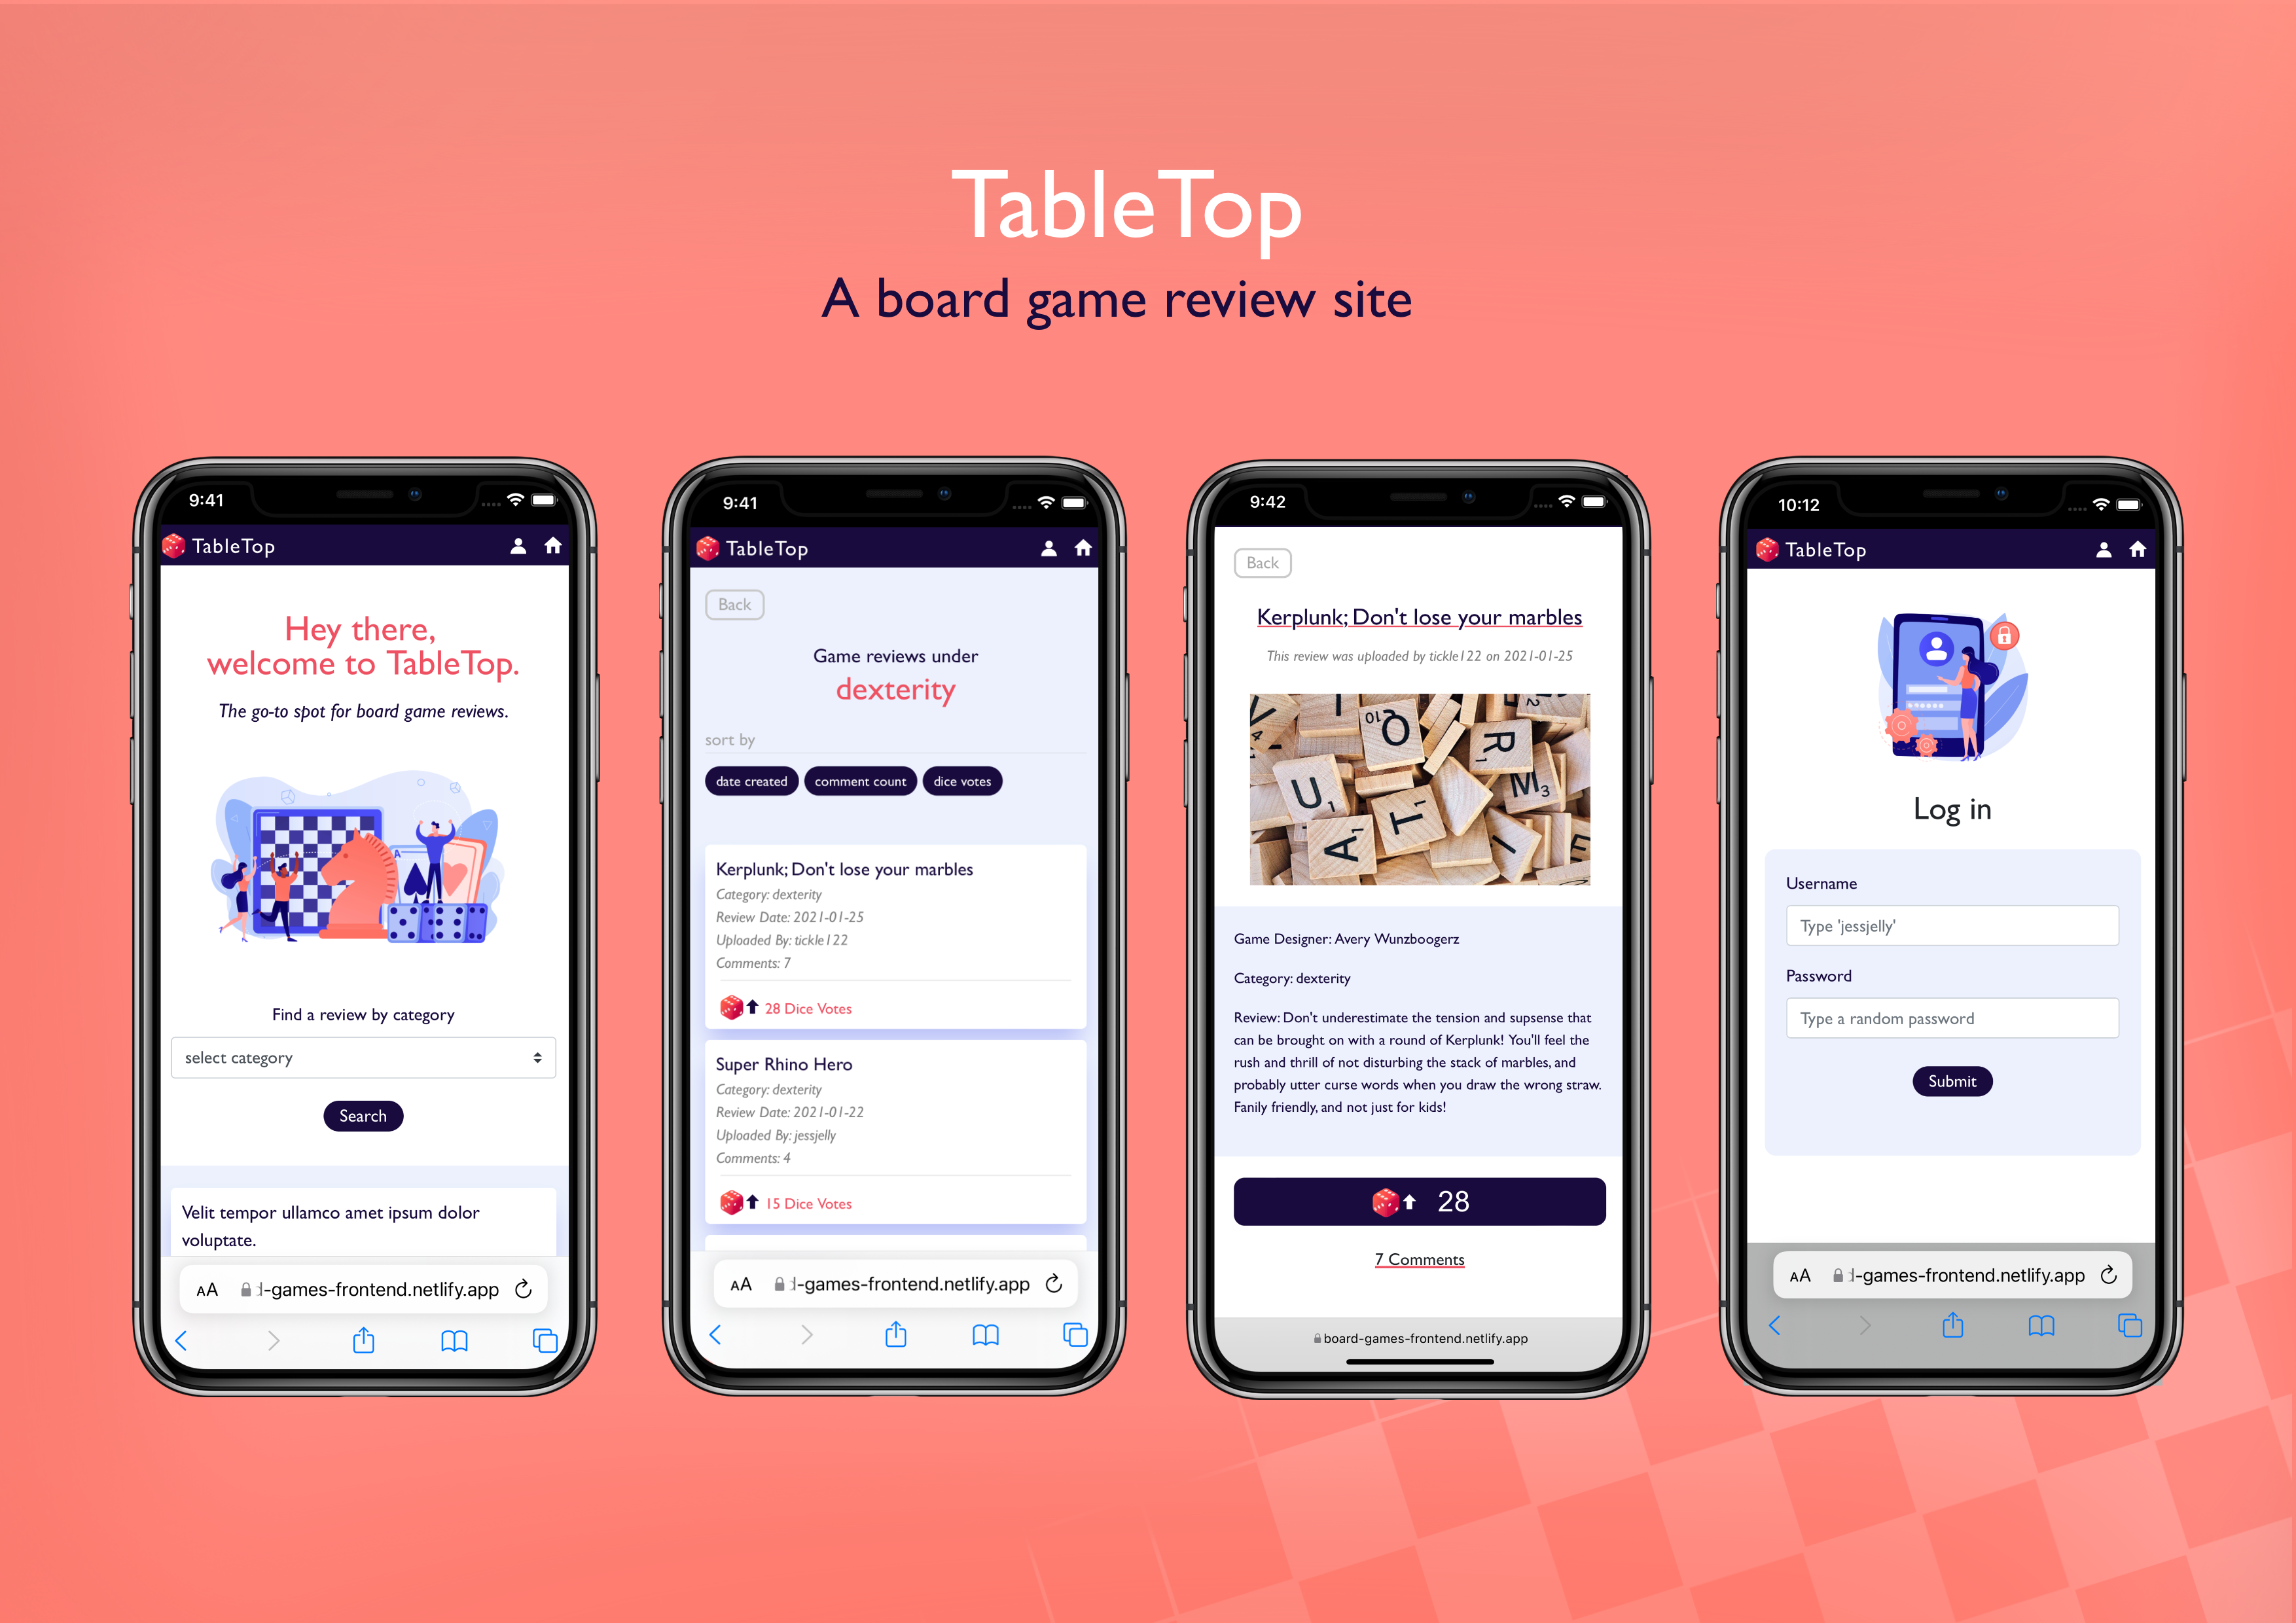 TableTop
A board game review site
9:41
TableTop
Hey there,
welcome to TableTop.
The go-to spot for board game reviews.
A
Find a review by category
select category
Search
Velit tempor ullamco amet ipsum dolor
voluptate.
AA
d-games-frontend.netlify.app
9:41
TableTop
Back
Game reviews under
dexterity
sort by
date created comment count dice votes
Kerplunk; Don't lose your marbles
Category: dexterity
Review Date: 2021-01-25
Uploaded By: tickle122
Comments: 7
28 Dice Votes
Super Rhino Hero
Category: dexterity
Review Date: 2021-01-22
Uploaded By: jessjelly
Comments: 4
15 Dice Votes
AA
-games-frontend.netlify.app
9:42
Back
Kerplunk; Don't lose your marbles
This review was uploaded by tickle122 on 2021-01-25
Q10
R1
U1
M3
T1
A1
Game Designer: Avery Wunzboogerz
Category: dexterity
Review: Don't underestimate the tension and supsense that
can be brought on with a round of Kerplunk! You'll feel the
rush and thrill of not disturbing the stack of marbles, and
probably utter curse words when you draw the wrong straw.
Fanily friendly, and not just for kids!
28
7 Comments
board-games-frontend.netlify.app
10:12
TableTop
Log in
Username
Type 'jessjelly'
Password
Type a random password
Submit
AA
-games-frontend.netlify.app